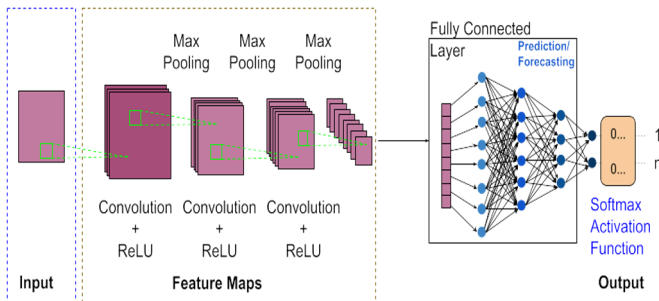 Max
Pooling
Max
Pooling
Max
Pooling
Fully Connected
Layer
Prediction/
Forecasting
0...
1
0...
n
Convolution
+
ReLU
Convolution
+
ReLU
Convolution
+
ReLU
Softmax
Activation
Function
Input
Feature Maps
Output